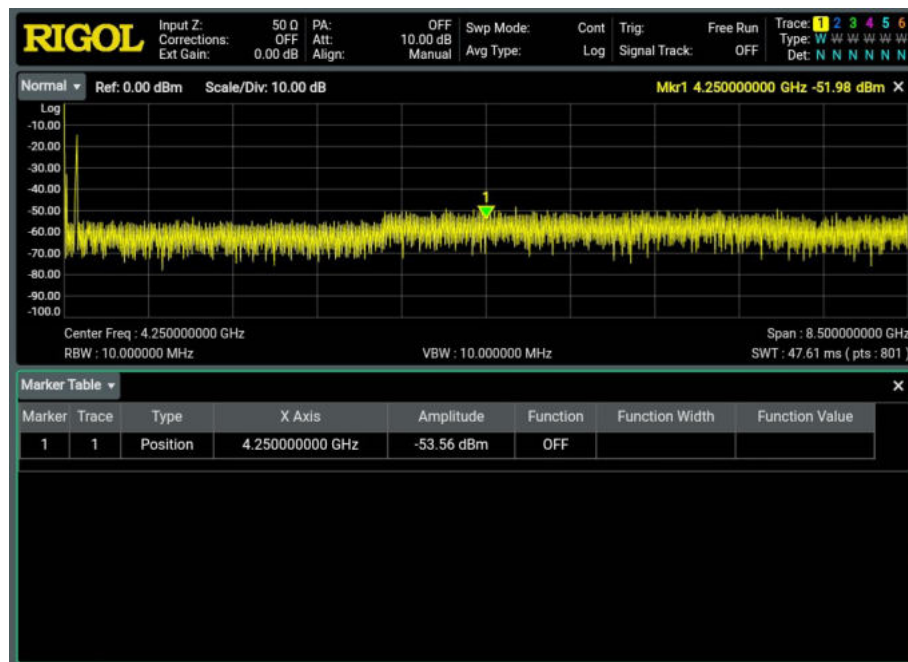 RIGOL
Input Z: 50 Ω PA: OFF Swp Mode: Cont Trig: Free Run Trace: 1 2 3 4 5 6
Corrections: OFF Att: 10.00 dB Avg Type: Log Signal Track: OFF Type: W W W W W W
Ext Gain: 0.00 dB Align: Manual Det: N N N N N N
Normal Ref: 0.00 dBm Scale/Div: 10.00 dB Mkr1 4.250000000 GHz -51.98 dBm ×
Log
-10.00
-20.00
-30.00
-40.00
1
-50.00
-60.00
-70.00
-80.00
-90.00
-100.0
Center Freq : 4.250000000 GHz Span : 8.500000000 GHz
RBW : 10.000000 MHz VBW : 10.000000 MHz SWT : 47.61 ms ( pts : 801 )
Marker Table ×
Marker Trace Type X Axis Amplitude Function Function Width Function Value
1 1 Position 4.250000000 GHz -53.56 dBm OFF